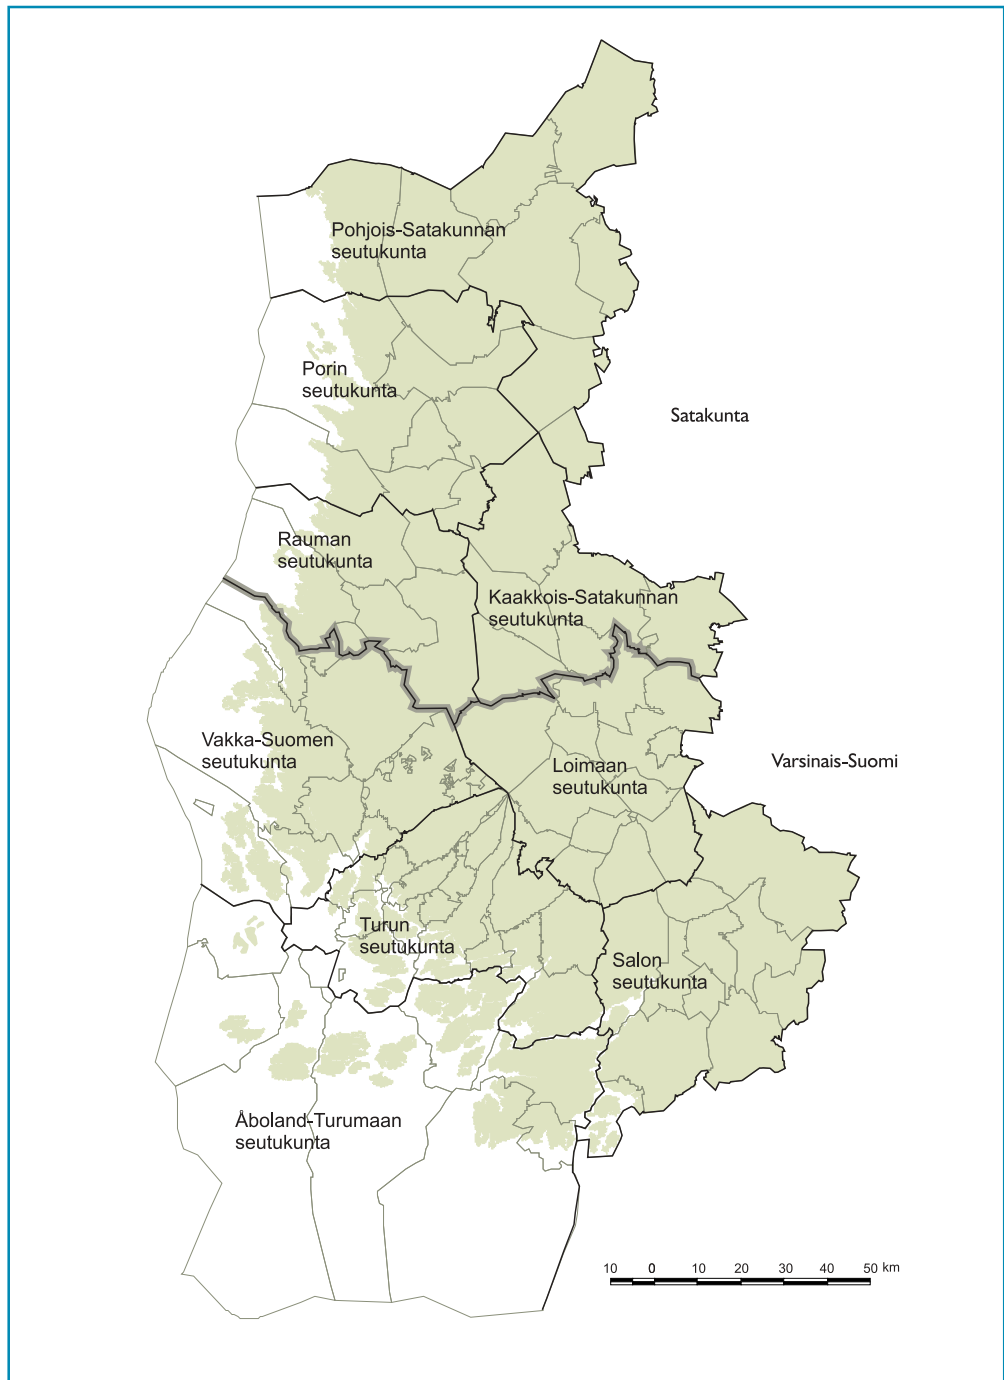 Pohjois-Satakunnan
seutukunta
Porin
seutukunta
Satakunta
Rauman
seutukunta
Kaakkois-Satakunnan
seutukunta
Vakka-Suomen
seutukunta
Loimaan
seutukunta
Varsinais-Suomi
Turun
seutukunta
Salon
seutukunta
Åboland-Turumaan
seutukunta
10 0 10 20 30 40 50 km